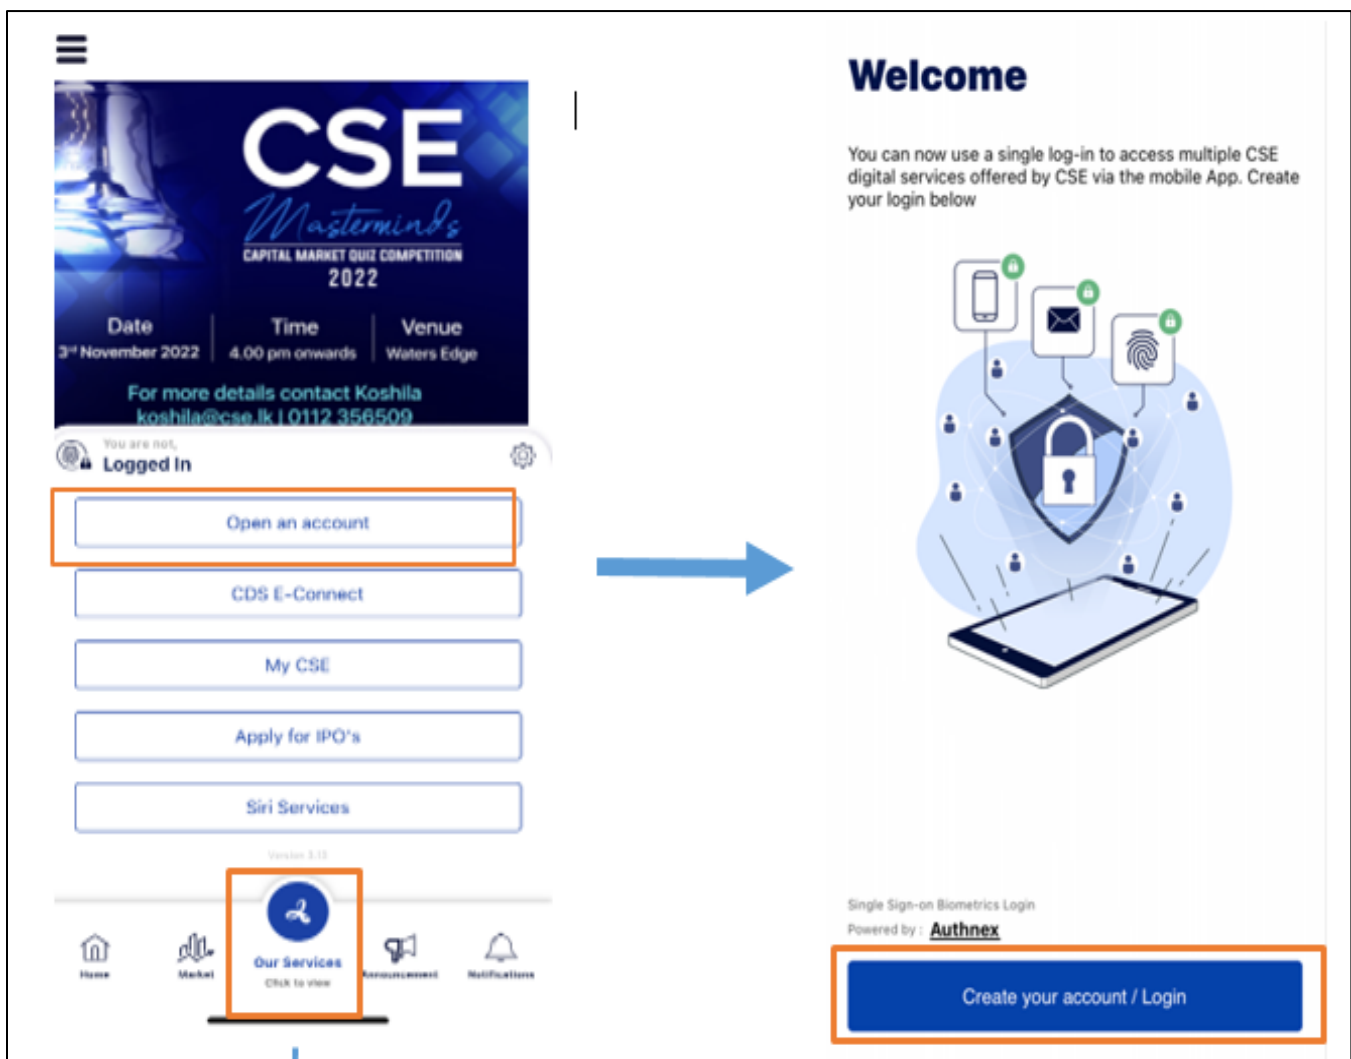 CSE
Masterminds
CAPITAL MARKET QUIZ COMPETITION
2022
Date
3rd November 2022
Time
4.00 pm onwards
Venue
Waters Edge
For more details contact Koshila
koshila@cse.lk | 0112 356509
You are not,
Logged In
Open an account
CDS E-Connect
My CSE
Apply for IPO's
Siri Services
Version 3.13
Home
Market
Our Services
Click to view
Announcement
Notifications
Welcome
You can now use a single log-in to access multiple CSE
digital services offered by CSE via the mobile App. Create
your login below
Single Sign-on Biometrics Login
Powered by : Authnex
Create your account / Login